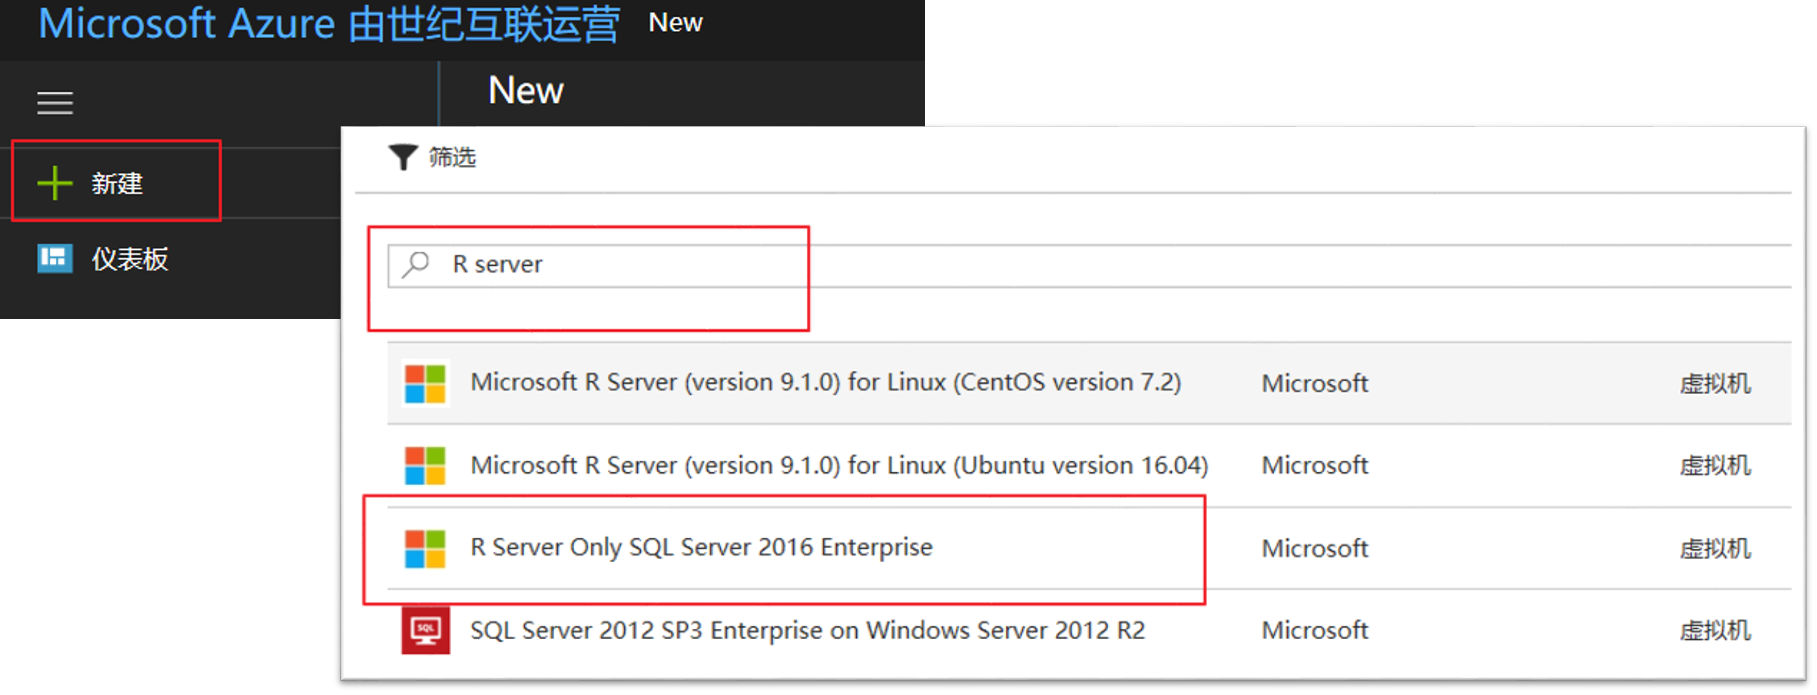 Microsoft Azure 由世纪互联运营 New
New
新建
仪表板
筛选
R server
Microsoft R Server (version 9.1.0) for Linux (CentOS version 7.2) Microsoft 虚拟机
Microsoft R Server (version 9.1.0) for Linux (Ubuntu version 16.04) Microsoft 虚拟机
R Server Only SQL Server 2016 Enterprise Microsoft 虚拟机
SQL SQL Server 2012 SP3 Enterprise on Windows Server 2012 R2 Microsoft 虚拟机